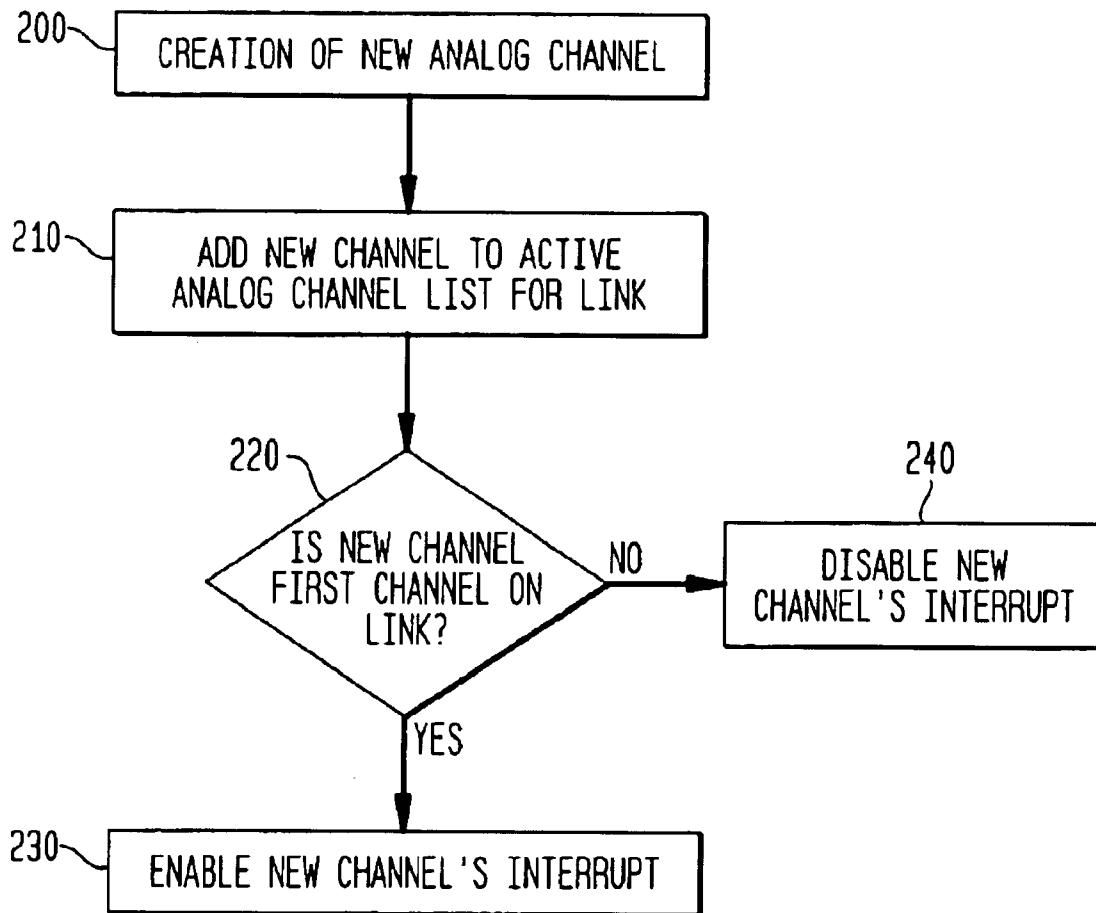 200
CREATION OF NEW ANALOG CHANNEL
210
ADD NEW CHANNEL TO ACTIVE
ANALOG CHANNEL LIST FOR LINK
220
IS NEW CHANNEL
FIRST CHANNEL ON
LINK?
NO
240
DISABLE NEW
CHANNEL'S INTERRUPT
YES
230
ENABLE NEW CHANNEL'S INTERRUPT